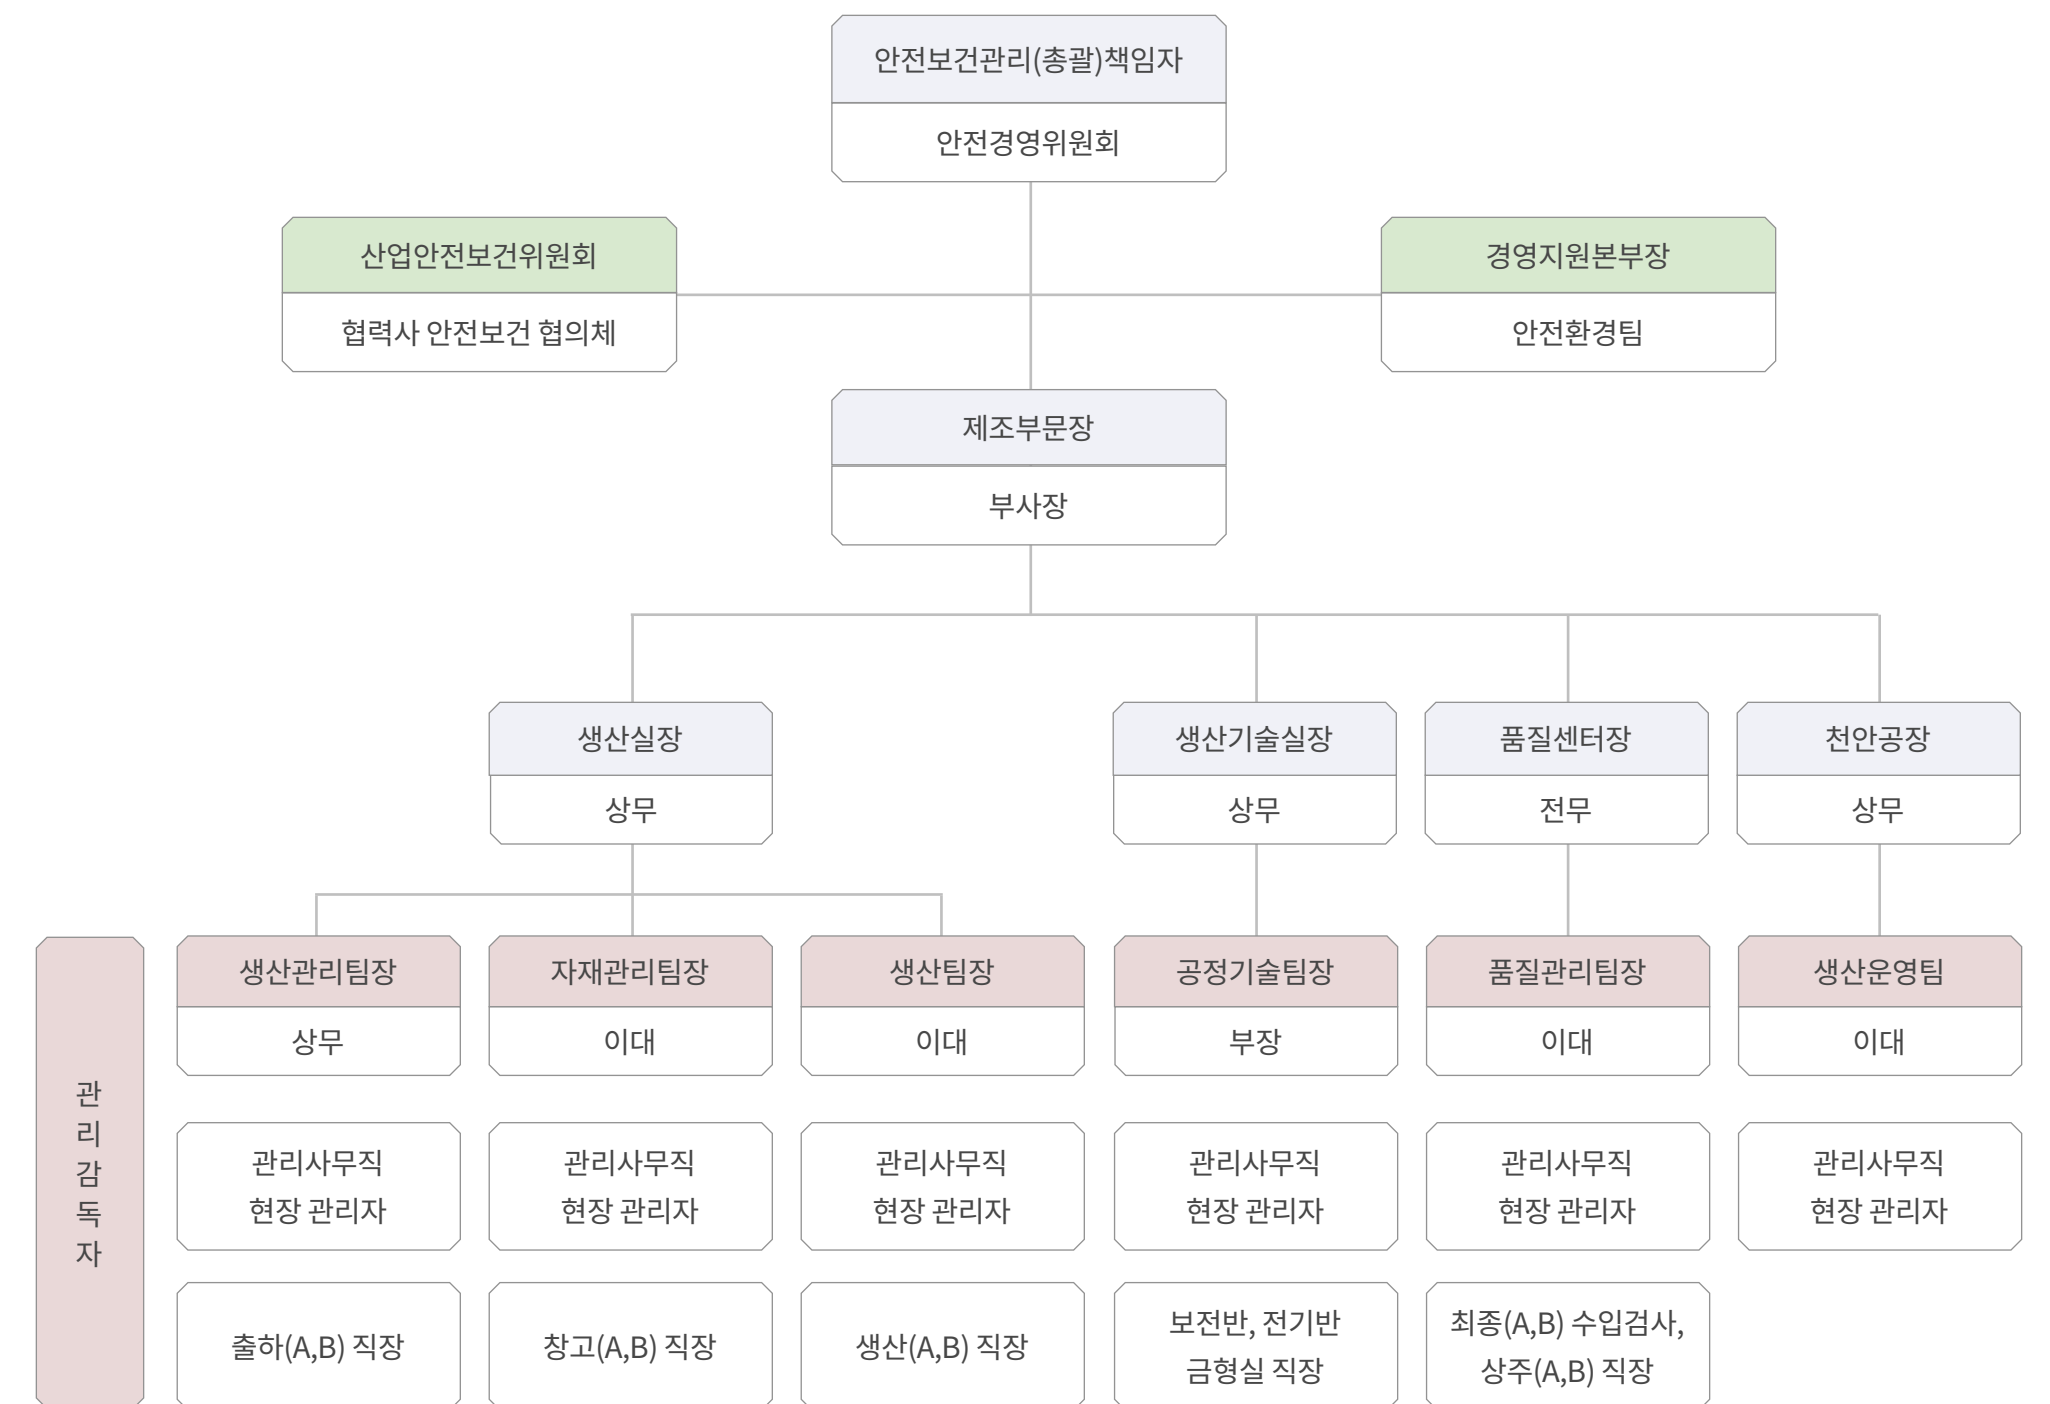 안전보건관리(총괄)책임자
안전경영위원회
산업안전보건위원회
협력사 안전보건 협의체
경영지원본부장
안전환경팀
제조부문장
부사장
생산실장
상무
생산기술실장
상무
품질센터장
전무
천안공장
상무
관
리
감
독
자
생산관리팀장
상무
자재관리팀장
이대
생산팀장
이대
공정기술팀장
부장
품질관리팀장
이대
생산운영팀
이대
관리사무직
현장 관리자
관리사무직
현장 관리자
관리사무직
현장 관리자
관리사무직
현장 관리자
관리사무직
현장 관리자
관리사무직
현장 관리자
출하(A,B) 직장
창고(A,B) 직장
생산(A,B) 직장
보전반, 전기반
금형실 직장
최종(A,B) 수입검사,
상주(A,B) 직장